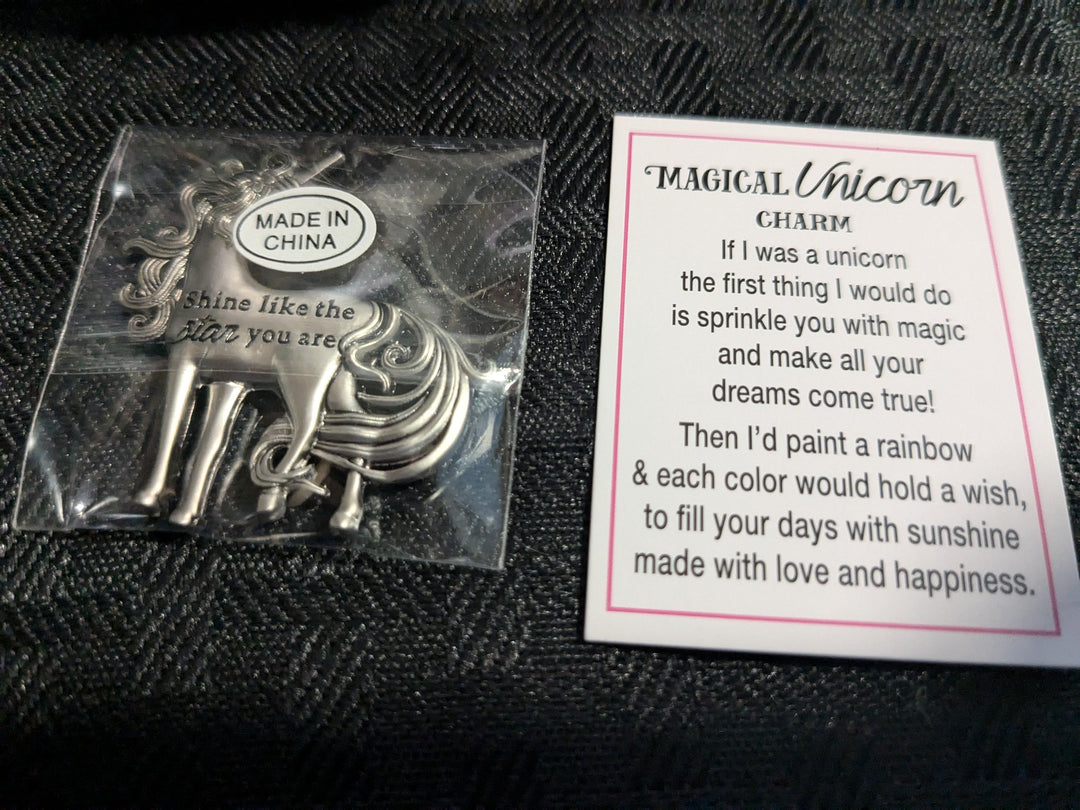 MADE IN
CHINA
Shine like the
star you are
MAGICAL Unicorn
CHARM
If I was a unicorn
the first thing I would do
is sprinkle you with magic
and make all your
dreams come true!
Then I'd paint a rainbow
& each color would hold a wish,
to fill your days with sunshine
made with love and happiness.